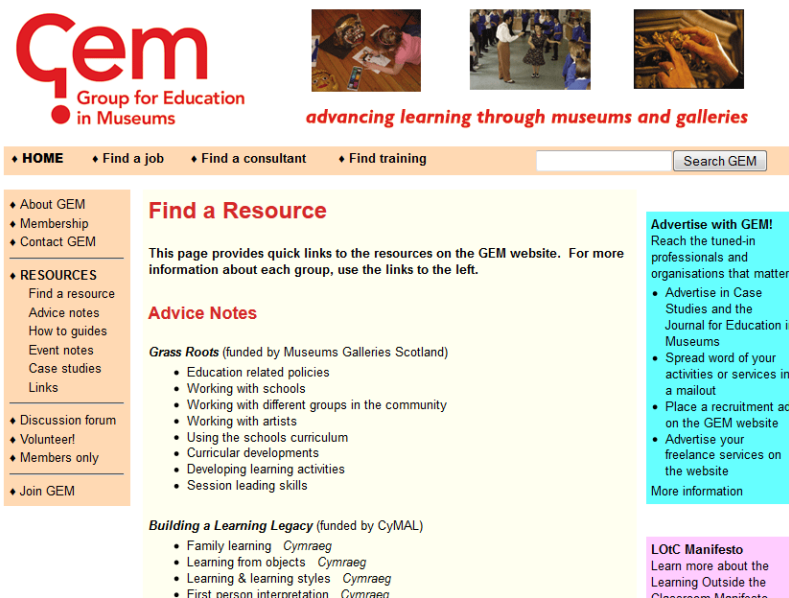 Gem
Group for Education
in Museums
advancing learning through museums and galleries
♦ HOME ♦ Find a job ♦ Find a consultant ♦ Find training Search GEM
♦ About GEM
♦ Membership
♦ Contact GEM
♦ RESOURCES
Find a resource
Advice notes
How to guides
Event notes
Case studies
Links
♦ Discussion forum
♦ Volunteer!
♦ Members only
♦ Join GEM
Find a Resource
This page provides quick links to the resources on the GEM website. For more
information about each group, use the links to the left.
Advice Notes
Grass Roots (funded by Museums Galleries Scotland)
• Education related policies
• Working with schools
• Working with different groups in the community
• Working with artists
• Using the schools curriculum
• Curricular developments
• Developing learning activities
• Session leading skills
Building a Learning Legacy (funded by CyMAL)
• Family learning Cymraeg
• Learning from objects Cymraeg
• Learning & learning styles Cymraeg
• First person interpretation Cymraeg
Advertise with GEM!
Reach the tuned-in
professionals and
organisations that matter
• Advertise in Case
Studies and the
Journal for Education i
Museums
• Spread word of your
activities or services in
a mailout
• Place a recruitment ad
on the GEM website
• Advertise your
freelance services on
the website
More information
LOtC Manifesto
Learn more about the
Learning Outside the
Classroom Manifesto